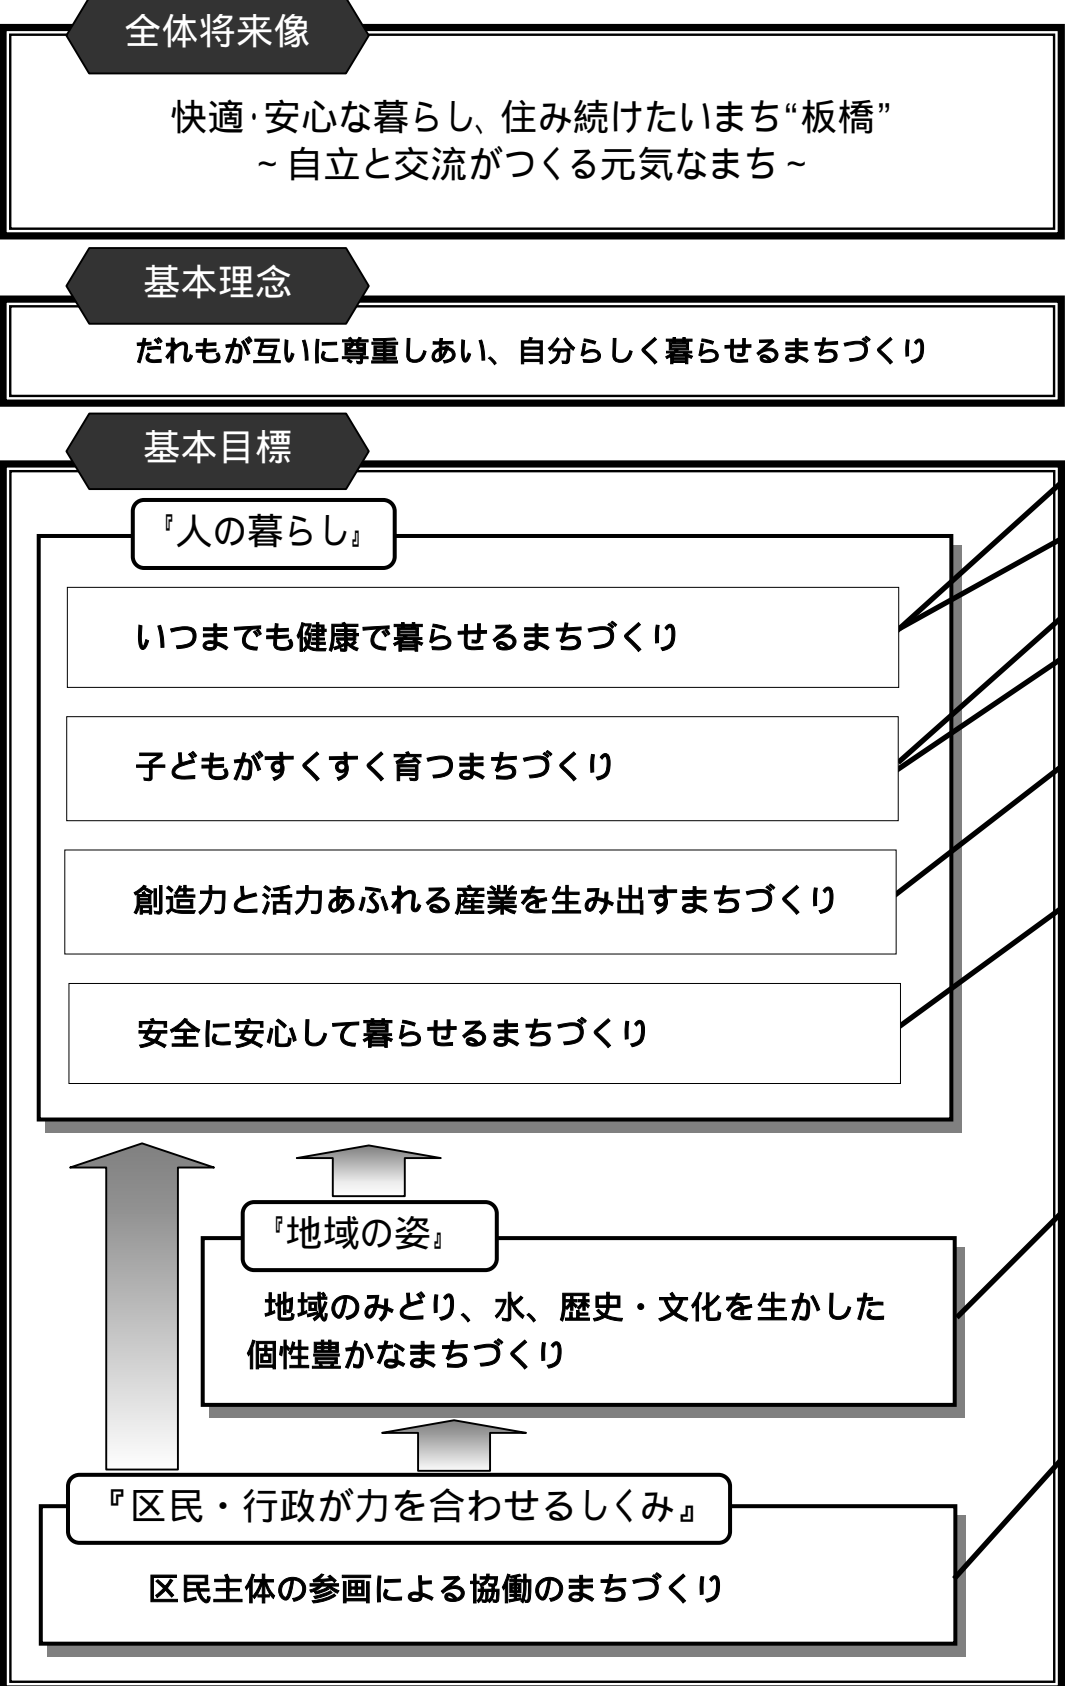 全体将来像
快適・安心な暮らし、住み続けたいまち“板橋”
~自立と交流がつくる元気なまち~
基本理念
だれもが互いに尊重しあい、自分らしく暮らせるまちづくり
基本目標
『人の暮らし』
いつまでも健康で暮らせるまちづくり
子どもがすくすく育つまちづくり
創造力と活力あふれる産業を生み出すまちづくり
安全に安心して暮らせるまちづくり
『地域の姿』
地域のみどり、水、歴史・文化を生かした
個性豊かなまちづくり
『区民・行政が力を合わせるしくみ』
区民主体の参画による協働のまちづくり